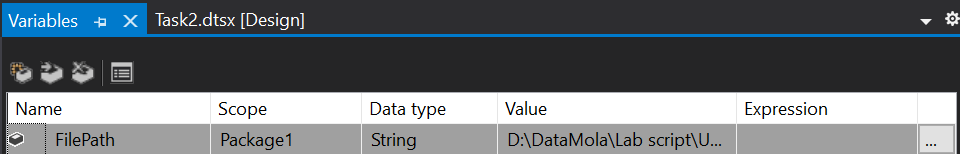 Variables Task2.dtsx [Design]
Name Scope Data type Value Expression
FilePath Package1 String D:\DataMola\Lab script\U... ...